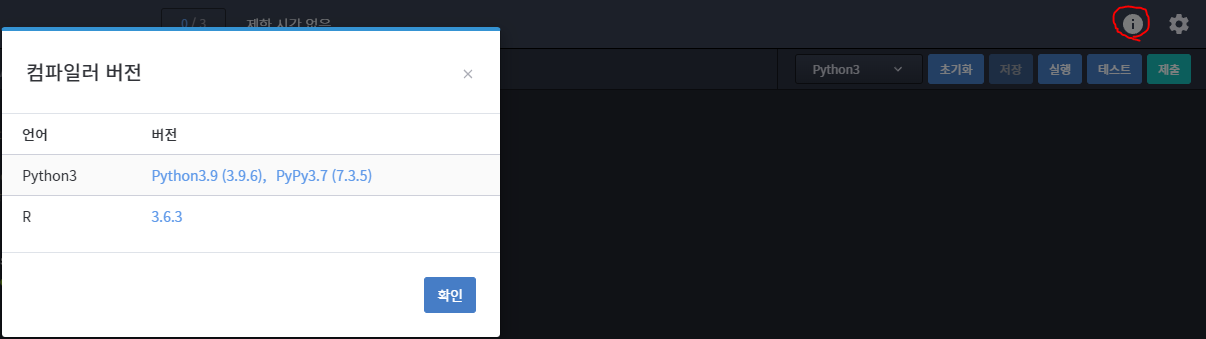 0 / 3 제한 시간 없음
컴파일러 버전 ×
Python3 초기화 저장 실행 테스트 제출
언어 버전
Python3 Python3.9 (3.9.6), PyPy3.7 (7.3.5)
R 3.6.3
확인